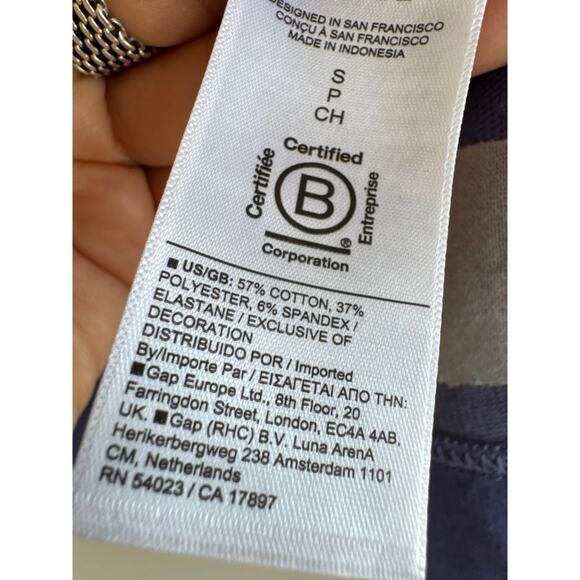 DESIGNED IN SAN FRANCISCO
CONÇU À SAN FRANCISCO
MADE IN INDONESIA
S
P
CH
Certified
Certifiée
B
Entreprise
®
Corporation
■ US/GB: 57% COTTON, 37%
POLYESTER, 6% SPANDEX /
ELASTANE / EXCLUSIVE OF
DECORATION
DISTRIBUIDO POR / Imported
By/Importe Par / ΕΙΣΑΓΕΤΑΙ ΑΠΟ ΤΗΝ:
■ Gap Europe Ltd., 8th Floor, 20
Farringdon Street, London, EC4A 4AB,
UK. ■ Gap (RHC) B.V. Luna ArenA
Herikerbergweg 238 Amsterdam 1101
CM, Netherlands
RN 54023 / CA 17897